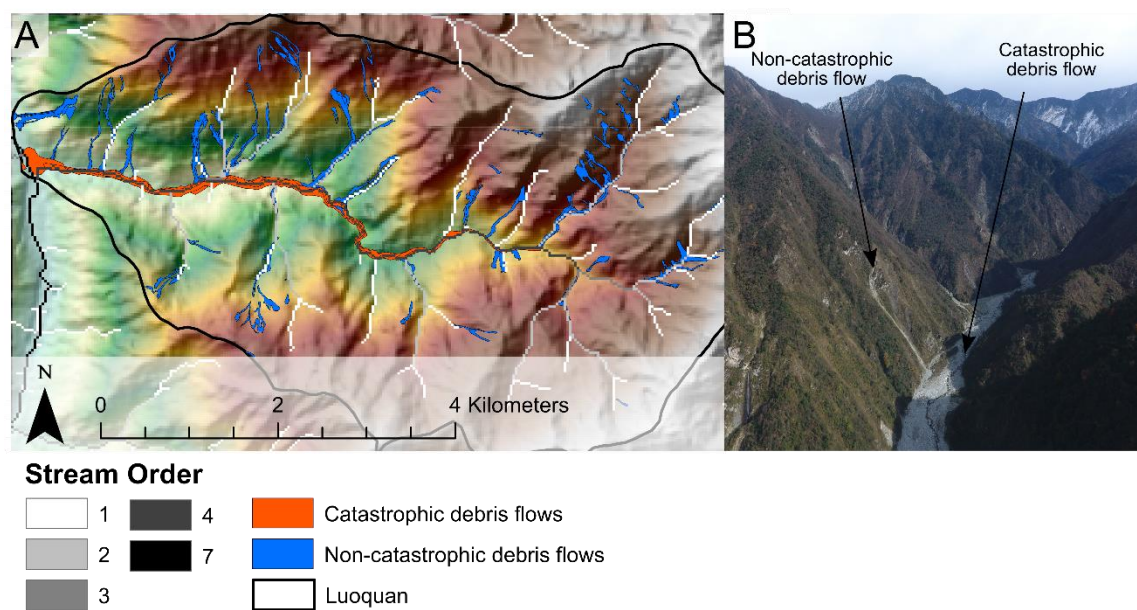 A
B
Non-catastrophic
debris flow
Catastrophic
debris flow
N
0 2 4 Kilometers
Stream Order
1
4
Catastrophic debris flows
2
7
Non-catastrophic debris flows
3
Luoquan